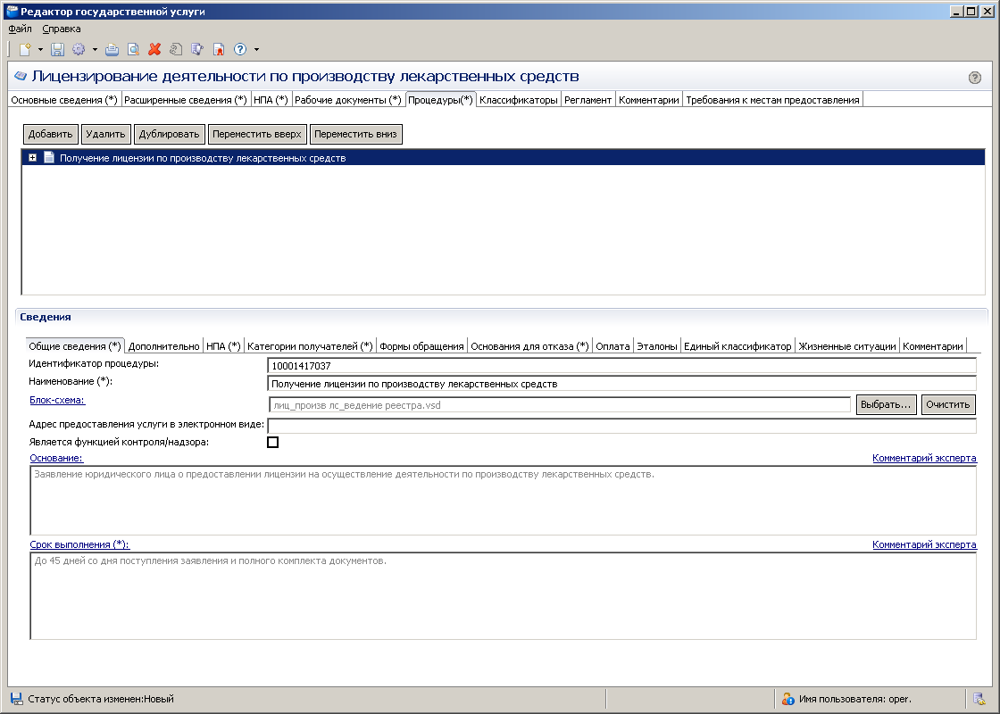 Редактор государственной услуги
Файл Справка
Лицензирование деятельности по производству лекарственных средств
Основные сведения (*) Расширенные сведения (*) НПА (*) Рабочие документы (*) Процедуры(*) Классификаторы Регламент Комментарии Требования к местам предоставления
Добавить Удалить Дублировать Переместить вверх Переместить вниз
Получение лицензии по производству лекарственных средств
Сведения
Общие сведения (*) Дополнительно НПА (*) Категории получателей (*) Формы обращения Основания для отказа (*) Оплата Эталоны Единый классификатор Жизненные ситуации Комментарии
Идентификатор процедуры: 10001417037
Наименование (*): Получение лицензии по производству лекарственных средств
Блок-схема: лиц_произв лс_ведение реестра.vsd Выбрать... Очистить
Адрес предоставления услуги в электронном виде:
Является функцией контроля/надзора:
Основание: Комментарий эксперта
Заявление юридического лица о предоставлении лицензии на осуществление деятельности по производству лекарственных средств.
Срок выполнения (*): Комментарий эксперта
До 45 дней со дня поступления заявления и полного комплекта документов.
Статус объекта изменен:Новый Имя пользователя: oper.